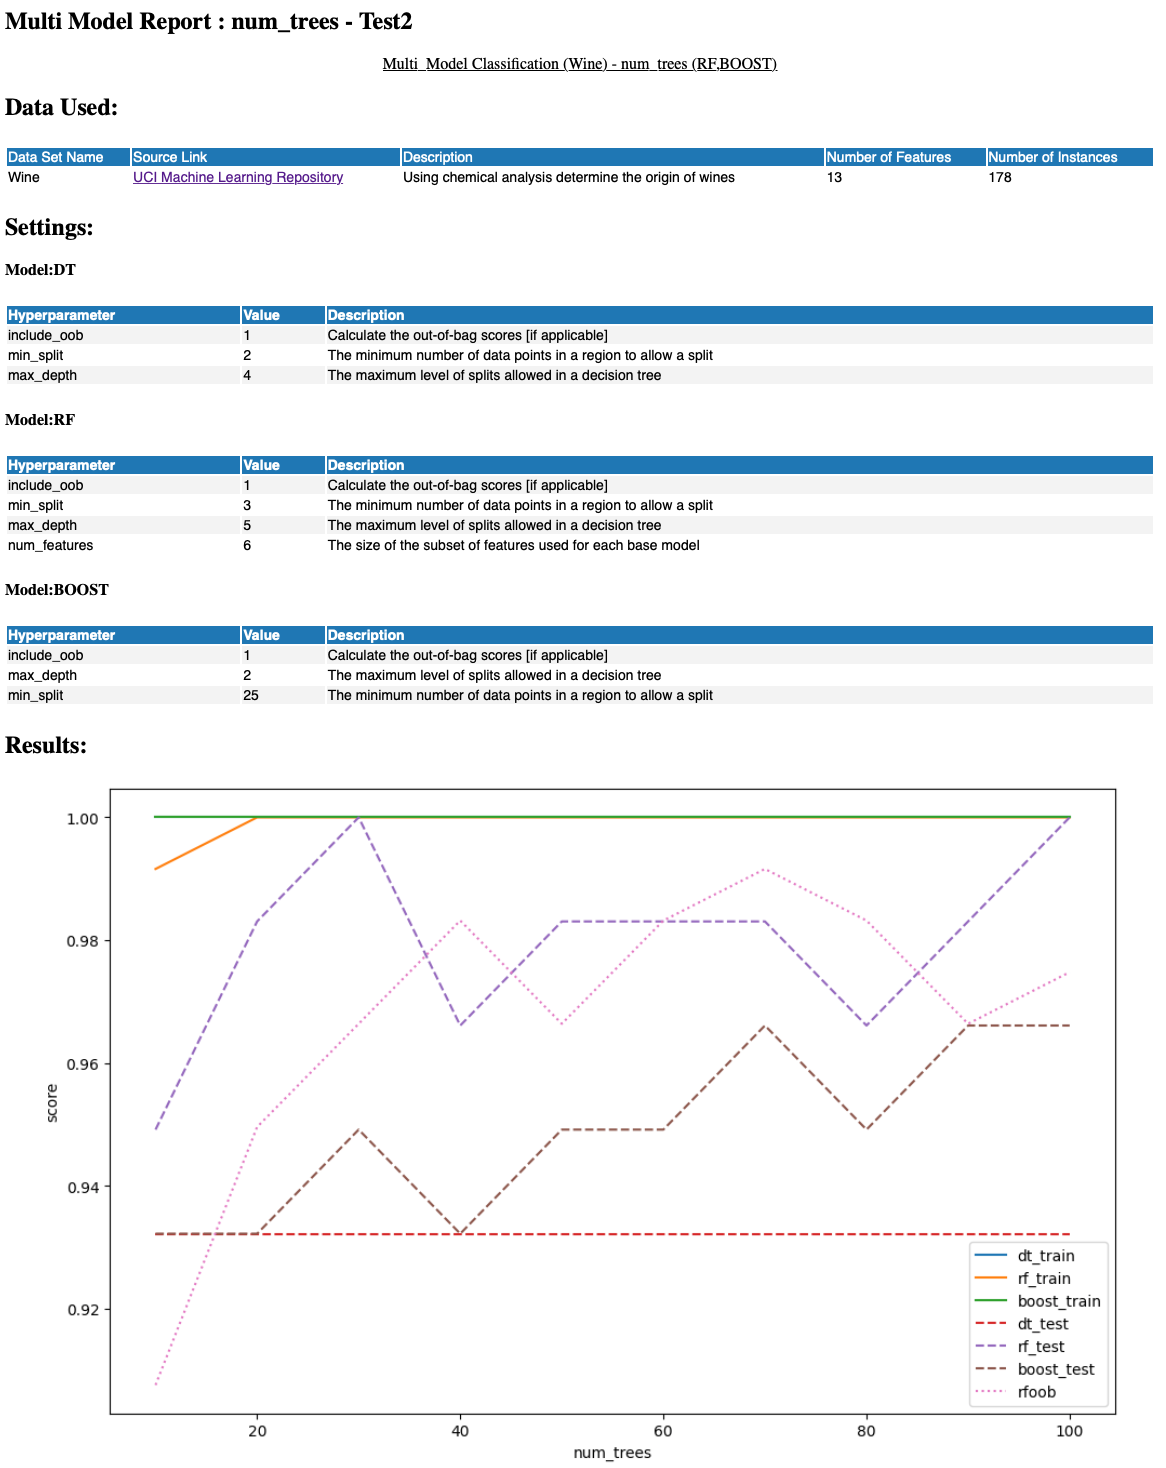 Multi Model Report : num_trees - Test2
Multi_Model Classification (Wine) - num_trees (RF,BOOST)
Data Used:
Data Set Name Source Link Description Number of Features Number of Instances
Wine UCI Machine Learning Repository Using chemical analysis determine the origin of wines 13 178
Settings:
Model:DT
Hyperparameter Value Description
include_oob 1 Calculate the out-of-bag scores [if applicable]
min_split 2 The minimum number of data points in a region to allow a split
max_depth 4 The maximum level of splits allowed in a decision tree
Model:RF
Hyperparameter Value Description
include_oob 1 Calculate the out-of-bag scores [if applicable]
min_split 3 The minimum number of data points in a region to allow a split
max_depth 5 The maximum level of splits allowed in a decision tree
num_features 6 The size of the subset of features used for each base model
Model:BOOST
Hyperparameter Value Description
include_oob 1 Calculate the out-of-bag scores [if applicable]
max_depth 2 The maximum level of splits allowed in a decision tree
min_split 25 The minimum number of data points in a region to allow a split
Results:
1.00
0.98
0.96
0.94
0.92
score
dt_train
rf_train
boost_train
dt_test
rf_test
boost_test
rfoob
20 40 60 80 100
num_trees